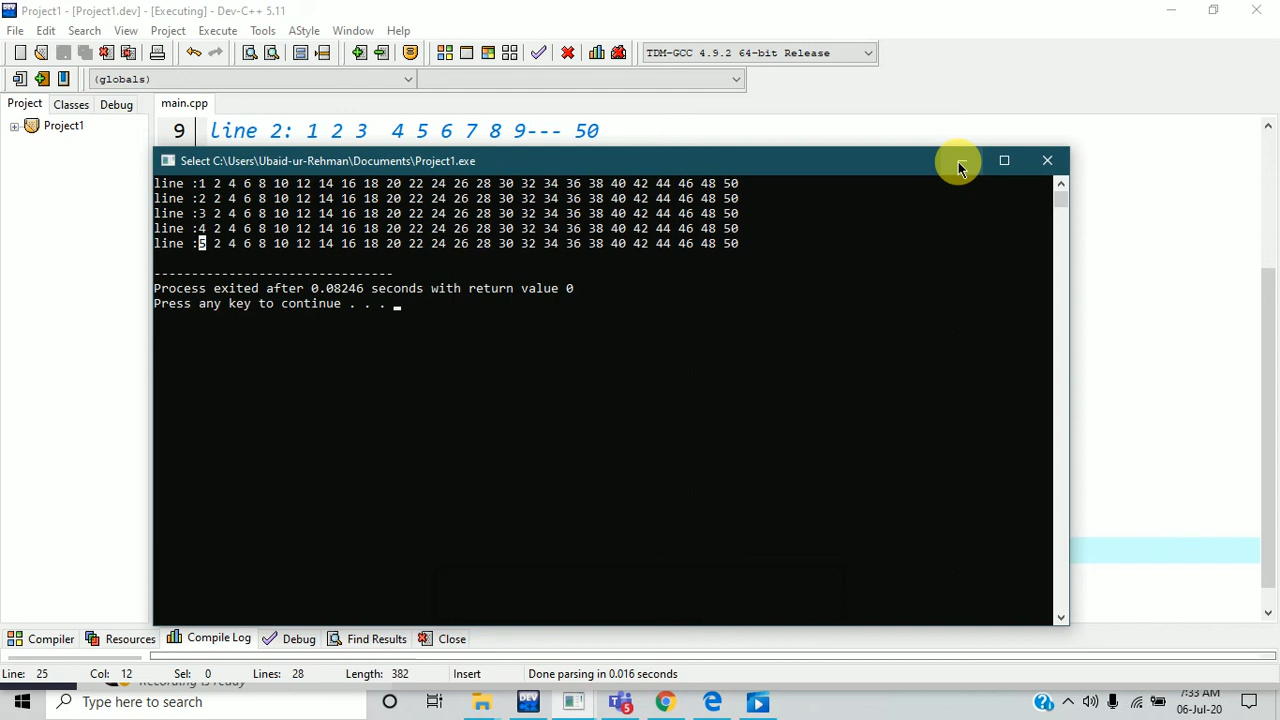 Project1 - [Project1.dev] - [Executing] - Dev-C++ 5.11
File Edit Search View Project Execute Tools AStyle Window Help
TDM-GCC 4.9.2 64-bit Release
(globals)
Project Classes Debug main.cpp
Project1
9 line 2: 1 2 3 4 5 6 7 8 9--- 50
Select C:\Users\Ubaid-ur-Rehman\Documents\Project1.exe
line :1 2 4 6 8 10 12 14 16 18 20 22 24 26 28 30 32 34 36 38 40 42 44 46 48 50
line :2 2 4 6 8 10 12 14 16 18 20 22 24 26 28 30 32 34 36 38 40 42 44 46 48 50
line :3 2 4 6 8 10 12 14 16 18 20 22 24 26 28 30 32 34 36 38 40 42 44 46 48 50
line :4 2 4 6 8 10 12 14 16 18 20 22 24 26 28 30 32 34 36 38 40 42 44 46 48 50
line :5 2 4 6 8 10 12 14 16 18 20 22 24 26 28 30 32 34 36 38 40 42 44 46 48 50
--------------------------------
Process exited after 0.08246 seconds with return value 0
Press any key to continue . . .
Compiler Resources Compile Log Debug Find Results Close
Line: 25 Col: 12 Sel: 0 Lines: 28 Length: 382 Insert Done parsing in 0.016 seconds
Recording is ready
Type here to search
DEV
5
7:33 AM
06-Jul-20